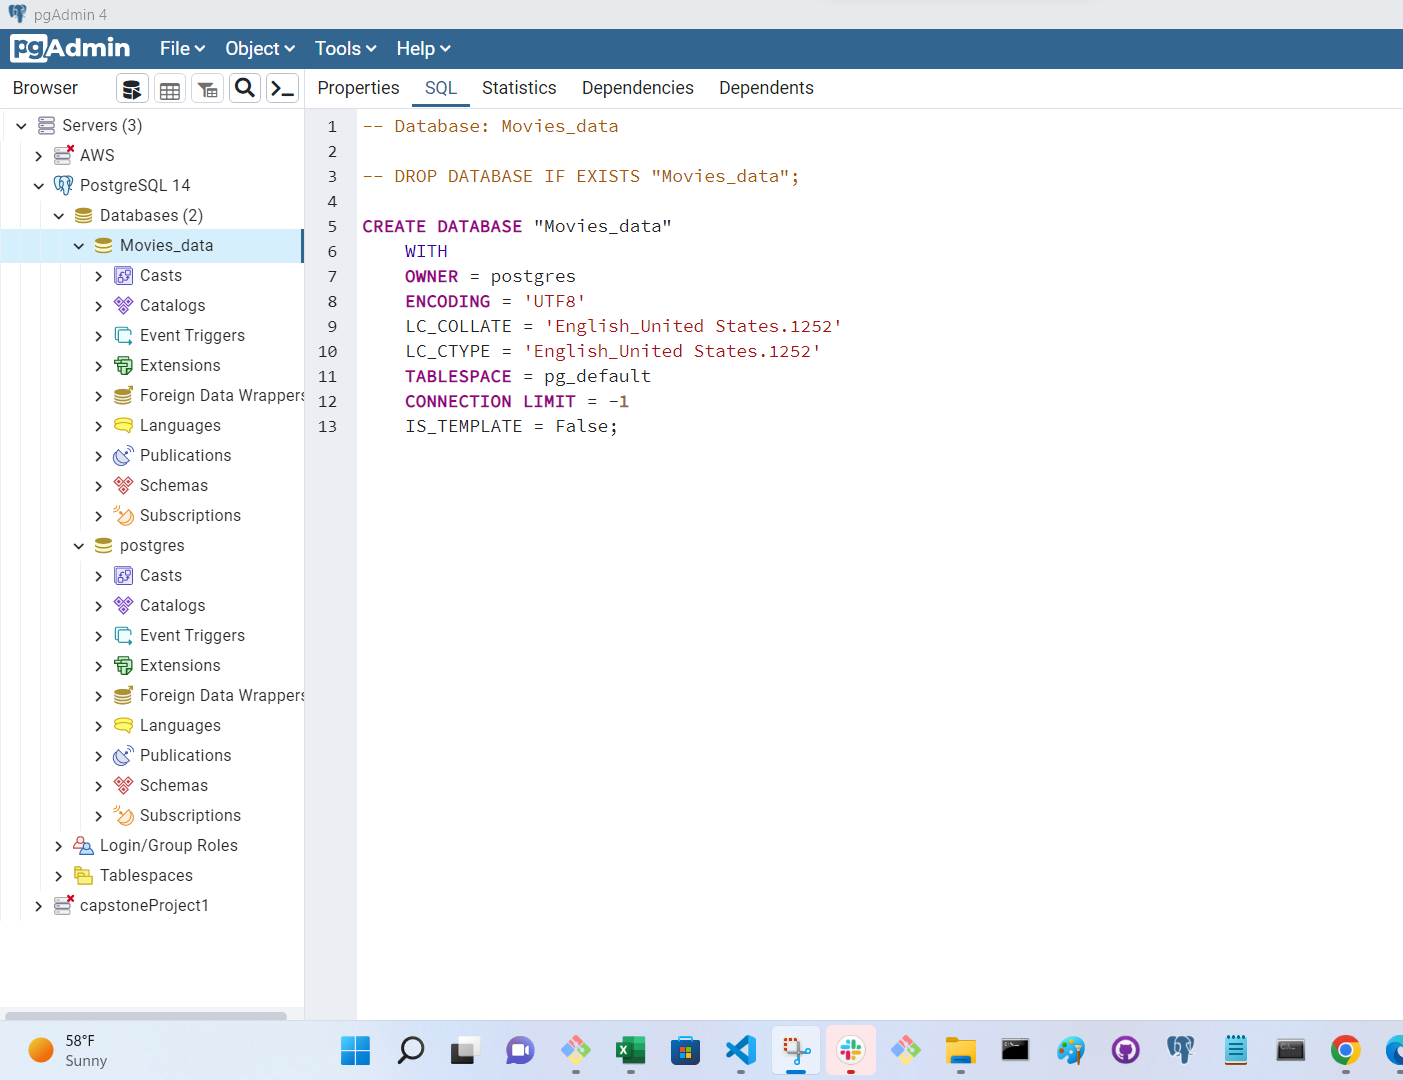 pgAdmin 4
pgAdmin File Object Tools Help
Browser Properties SQL Statistics Dependencies Dependents
Servers (3)
AWS
PostgreSQL 14
Databases (2)
Movies_data
Casts
Catalogs
Event Triggers
Extensions
Foreign Data Wrappers
Languages
Publications
Schemas
Subscriptions
postgres
Casts
Catalogs
Event Triggers
Extensions
Foreign Data Wrappers
Languages
Publications
Schemas
Subscriptions
Login/Group Roles
Tablespaces
capstoneProject1
1 -- Database: Movies_data
2
3 -- DROP DATABASE IF EXISTS "Movies_data";
4
5 CREATE DATABASE "Movies_data"
6 WITH
7 OWNER = postgres
8 ENCODING = 'UTF8'
9 LC_COLLATE = 'English_United States.1252'
10 LC_CTYPE = 'English_United States.1252'
11 TABLESPACE = pg_default
12 CONNECTION LIMIT = -1
13 IS_TEMPLATE = False;
58°F
Sunny